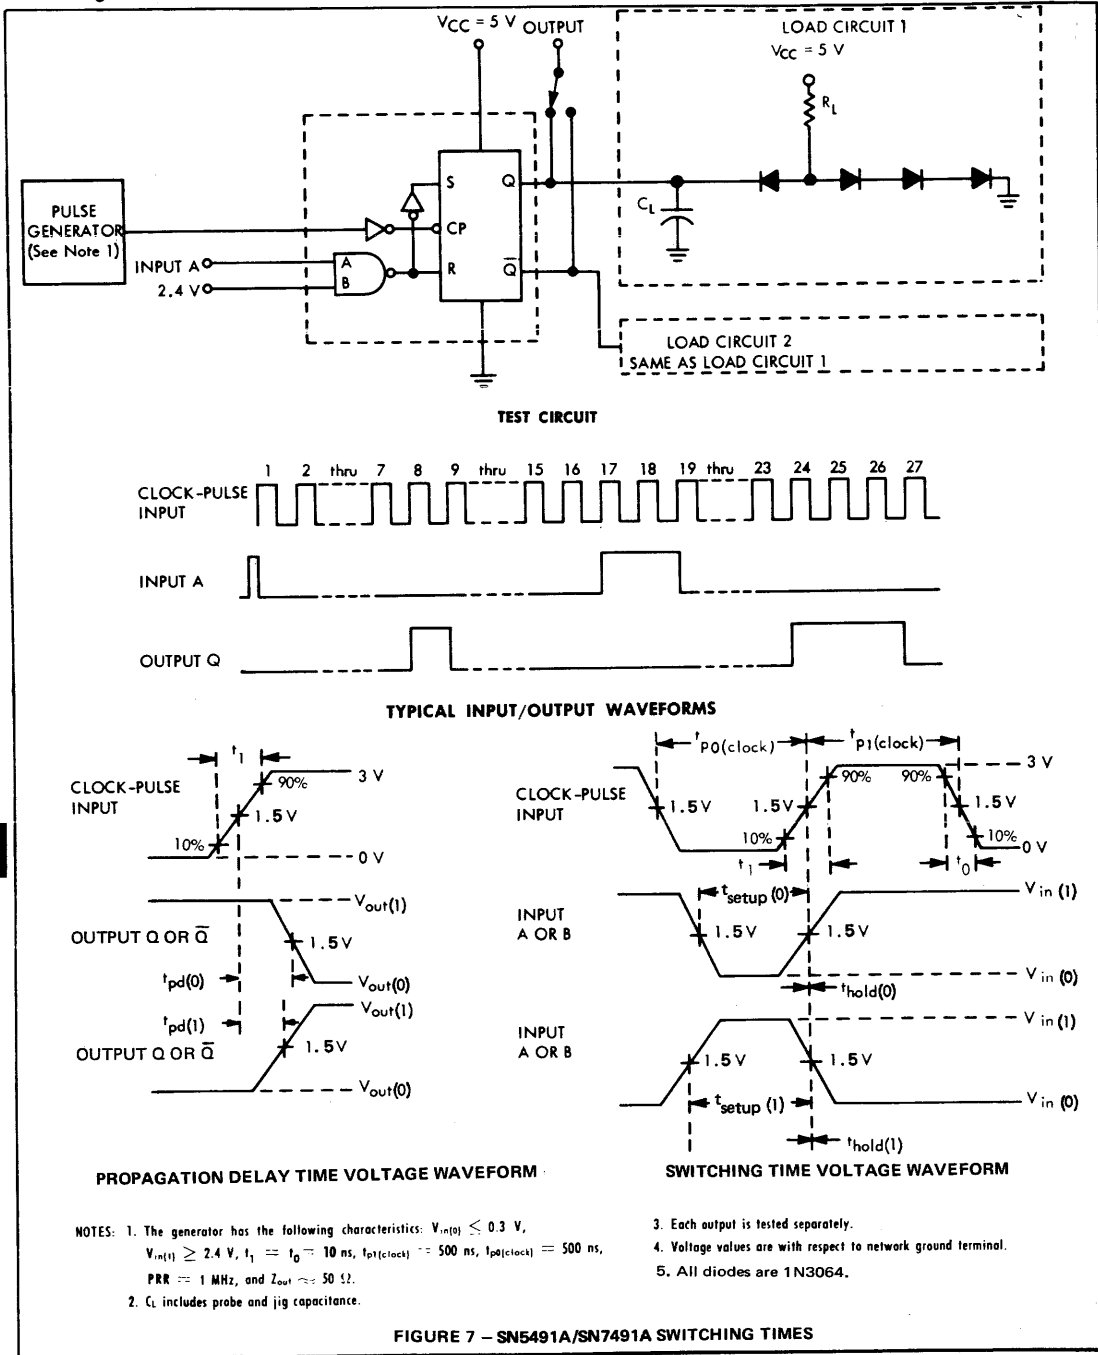 VCC = 5 V OUTPUT
LOAD CIRCUIT 1
VCC = 5 V
RL
PULSE
GENERATOR
(See Note 1)
S Q
CP
R Q̅
CL
INPUT A
2.4 V
A
B
LOAD CIRCUIT 2
SAME AS LOAD CIRCUIT 1
TEST CIRCUIT
1 2 thru 7 8 9 thru 15 16 17 18 19 thru 23 24 25 26 27
CLOCK-PULSE
INPUT
INPUT A
OUTPUT Q
TYPICAL INPUT/OUTPUT WAVEFORMS
t1
CLOCK-PULSE
INPUT
90%
3 V
1.5 V
10%
0 V
Vout(1)
OUTPUT Q OR Q̅
1.5 V
tpd(0)
Vout(0)
tpd(1)
Vout(1)
OUTPUT Q OR Q̅
1.5V
Vout(0)
PROPAGATION DELAY TIME VOLTAGE WAVEFORM
tp0(clock) tp1(clock)
CLOCK-PULSE
INPUT
3 V
90% 90%
1.5 V 1.5V 1.5V
10% 10%
0 V
t1 t0
tsetup (0)
Vin (1)
INPUT
A OR B
1.5V 1.5V
Vin (0)
thold(0)
Vin (1)
INPUT
A OR B
1.5V 1.5V
tsetup (1)
Vin (0)
thold(1)
SWITCHING TIME VOLTAGE WAVEFORM
NOTES: 1. The generator has the following characteristics: Vin(0) ≤ 0.3 V,
Vin(1) ≥ 2.4 V, t1 = t0 = 10 ns, tp1(clock) = 500 ns, tp0(clock) = 500 ns,
PRR = 1 MHz, and Zout ≈ 50 Ω.
2. CL includes probe and jig capacitance.
3. Each output is tested separately.
4. Voltage values are with respect to network ground terminal.
5. All diodes are 1N3064.
FIGURE 7 – SN5491A/SN7491A SWITCHING TIMES